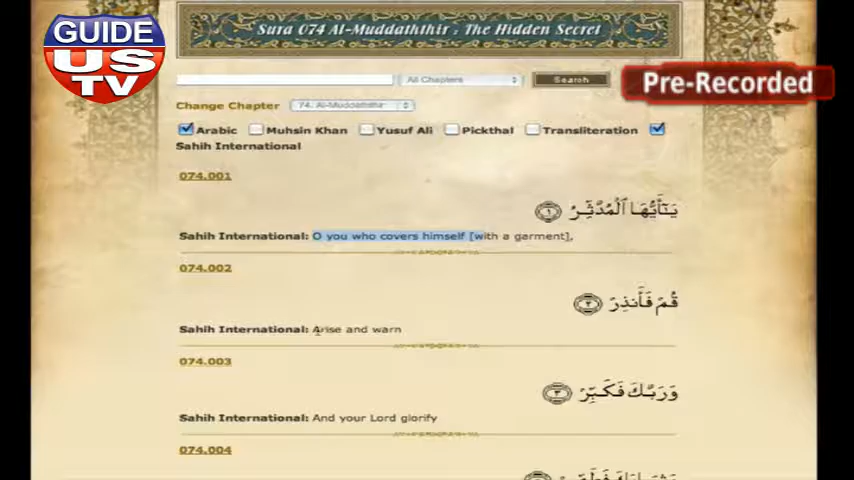 GUIDE
US
TV
Sura 074 Al-Muddaththir : The Hidden Secret
All Chapters
Search
Pre-Recorded
Change Chapter
74. Al-Muddaththir
Arabic Muhsin Khan Yusuf Ali Pickthal Transliteration
Sahih International
074.001
يَـٰٓأَيُّهَا ٱلْمُدَّثِّرُ ١
Sahih International: O you who covers himself [with a garment],
074.002
قُمْ فَأَنذِرْ ٢
Sahih International: Arise and warn
074.003
وَرَبَّكَ فَكَبِّرْ ٣
Sahih International: And your Lord glorify
074.004